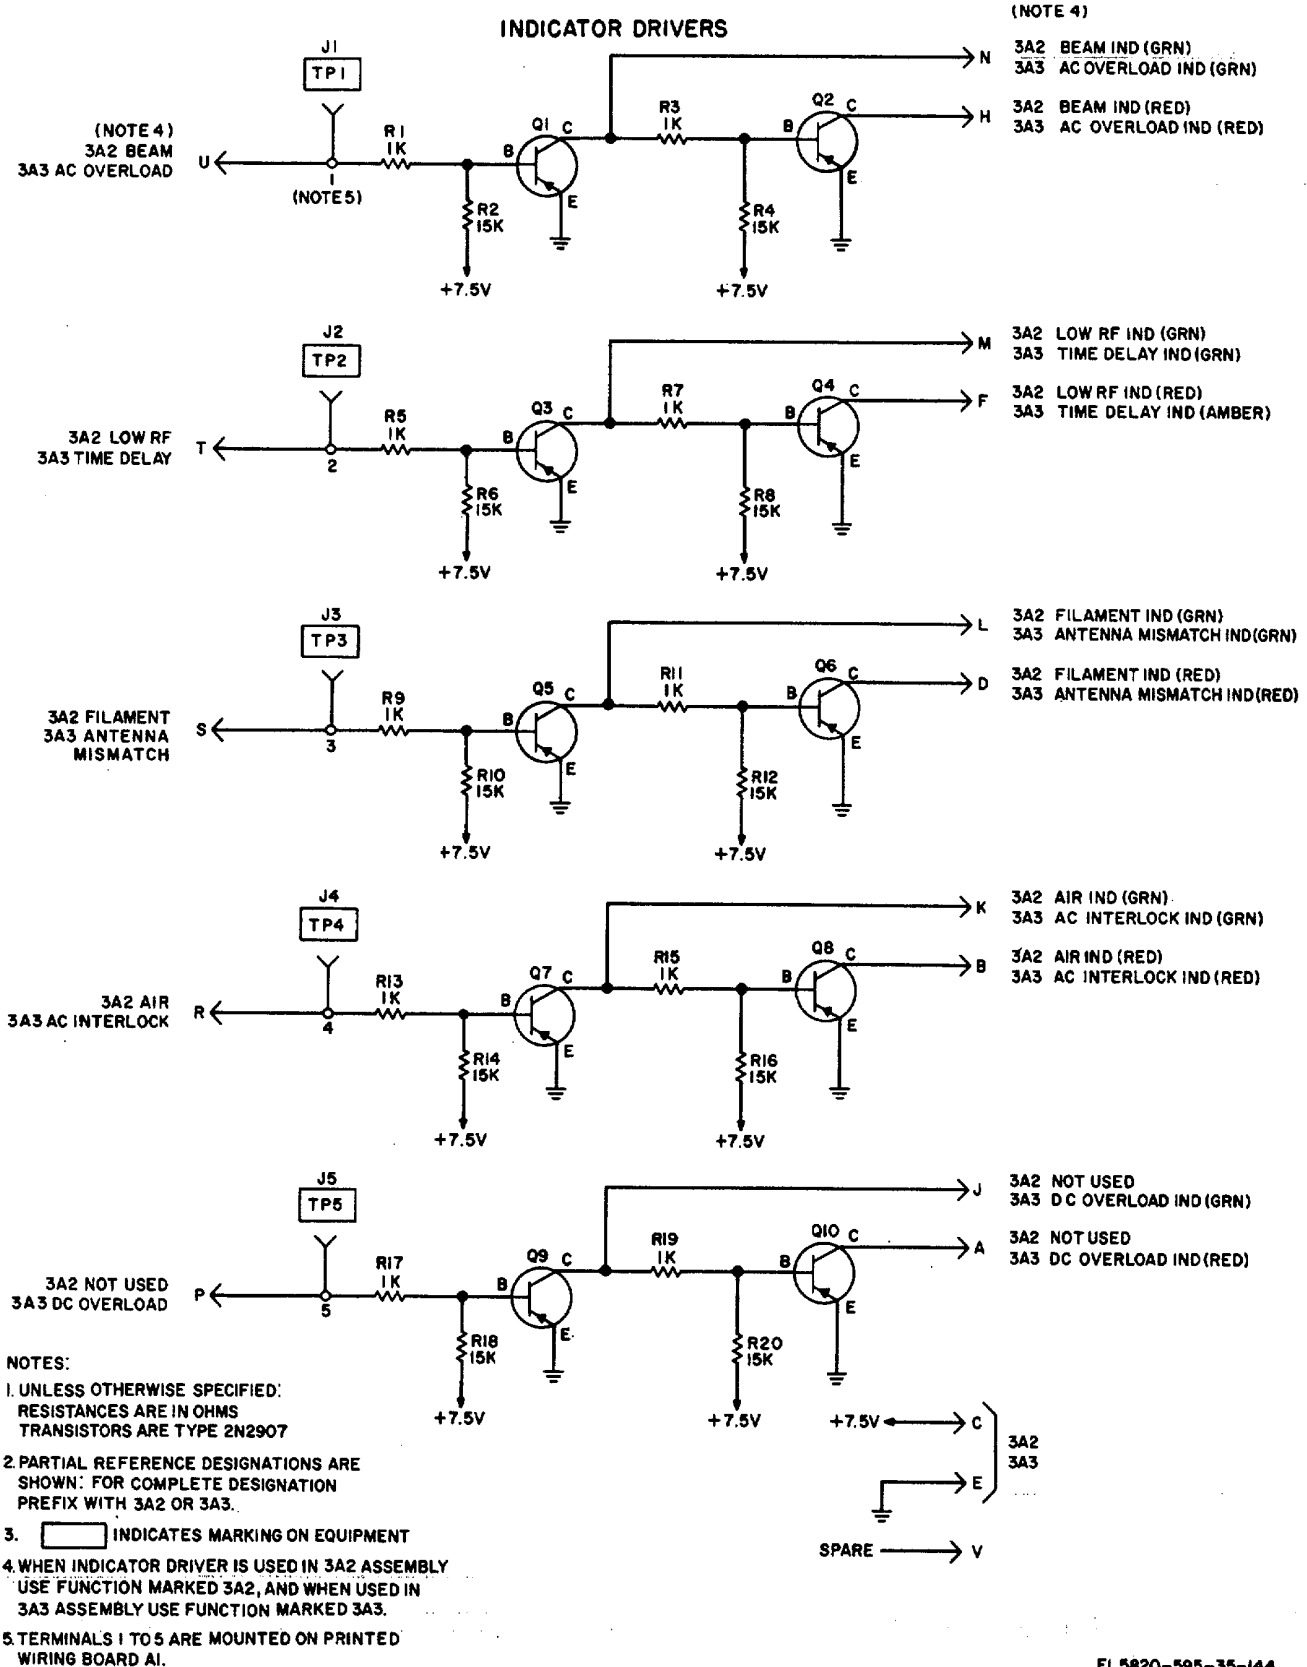 INDICATOR DRIVERS
(NOTE 4)
J1
TP1
(NOTE 4)
3A2 BEAM
3A3 AC OVERLOAD
U
1
(NOTE 5)
R1
1K
R2
15K
+7.5V
Q1
B
C
E
R3
1K
R4
15K
+7.5V
Q2
B
C
E
N
3A2 BEAM IND (GRN)
3A3 AC OVERLOAD IND (GRN)
H
3A2 BEAM IND (RED)
3A3 AC OVERLOAD IND (RED)
J2
TP2
3A2 LOW RF
3A3 TIME DELAY
T
2
R5
1K
R6
15K
+7.5V
Q3
B
C
E
R7
1K
R8
15K
+7.5V
Q4
B
C
E
M
3A2 LOW RF IND (GRN)
3A3 TIME DELAY IND (GRN)
F
3A2 LOW RF IND (RED)
3A3 TIME DELAY IND (AMBER)
J3
TP3
3A2 FILAMENT
3A3 ANTENNA
MISMATCH
S
3
R9
1K
R10
15K
+7.5V
Q5
B
C
E
R11
1K
R12
15K
+7.5V
Q6
B
C
E
L
3A2 FILAMENT IND (GRN)
3A3 ANTENNA MISMATCH IND (GRN)
D
3A2 FILAMENT IND (RED)
3A3 ANTENNA MISMATCH IND (RED)
J4
TP4
3A2 AIR
3A3 AC INTERLOCK
R
4
R13
1K
R14
15K
+7.5V
Q7
B
C
E
R15
1K
R16
15K
+7.5V
Q8
B
C
E
K
3A2 AIR IND (GRN)
3A3 AC INTERLOCK IND (GRN)
B
3A2 AIR IND (RED)
3A3 AC INTERLOCK IND (RED)
J5
TP5
3A2 NOT USED
3A3 DC OVERLOAD
P
5
R17
1K
R18
15K
+7.5V
Q9
B
C
E
R19
1K
R20
15K
+7.5V
Q10
B
C
E
J
3A2 NOT USED
3A3 DC OVERLOAD IND (GRN)
A
3A2 NOT USED
3A3 DC OVERLOAD IND (RED)
+7.5V
C
E
3A2
3A3
SPARE
V
NOTES:
1. UNLESS OTHERWISE SPECIFIED:
RESISTANCES ARE IN OHMS
TRANSISTORS ARE TYPE 2N2907
2. PARTIAL REFERENCE DESIGNATIONS ARE
SHOWN: FOR COMPLETE DESIGNATION
PREFIX WITH 3A2 OR 3A3.
3. INDICATES MARKING ON EQUIPMENT
4. WHEN INDICATOR DRIVER IS USED IN 3A2 ASSEMBLY
USE FUNCTION MARKED 3A2, AND WHEN USED IN
3A3 ASSEMBLY USE FUNCTION MARKED 3A3.
5. TERMINALS 1 TO 5 ARE MOUNTED ON PRINTED
WIRING BOARD A1.
EL5820-595-35-144